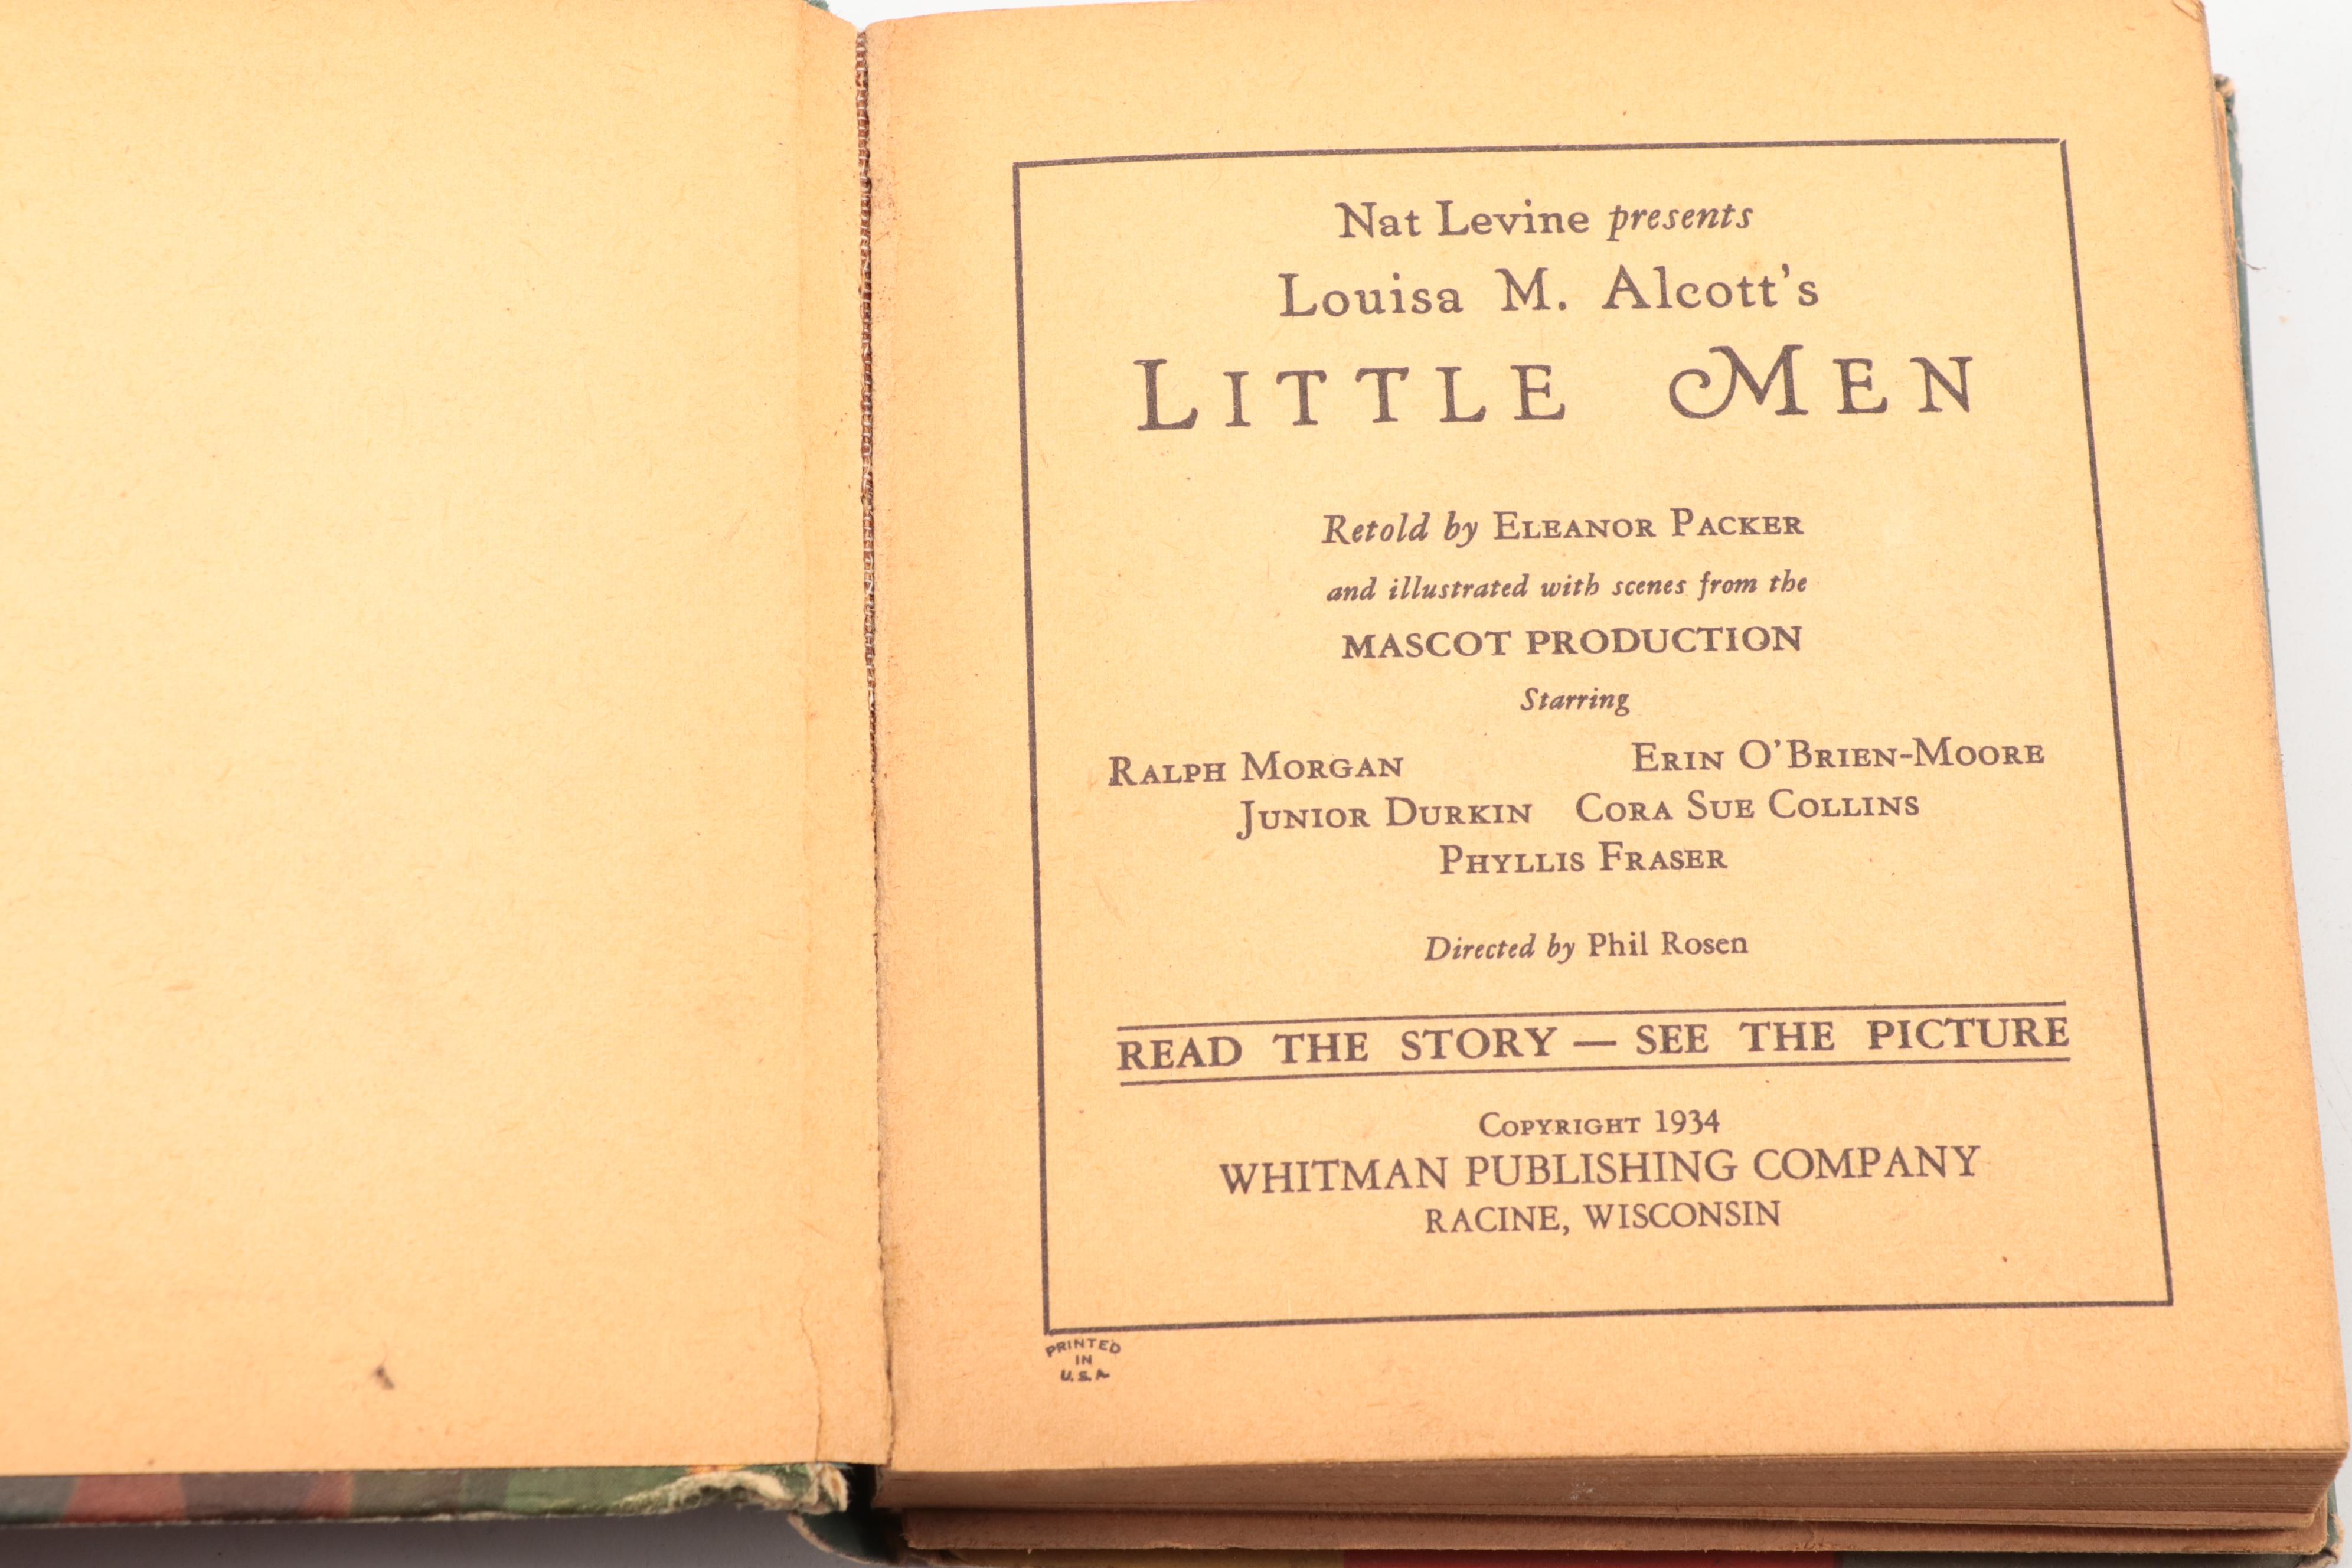 Nat Levine presents
Louisa M. Alcott's
LITTLE MEN
Retold by ELEANOR PACKER
and illustrated with scenes from the
MASCOT PRODUCTION
Starring
RALPH MORGAN ERIN O'BRIEN-MOORE
JUNIOR DURKIN CORA SUE COLLINS
PHYLLIS FRASER
Directed by Phil Rosen
READ THE STORY — SEE THE PICTURE
COPYRIGHT 1934
WHITMAN PUBLISHING COMPANY
RACINE, WISCONSIN
PRINTED
IN
U.S.A